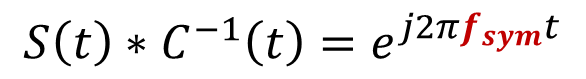 S(t) * C⁻¹(t) = e^{j2πf_{sym}t}